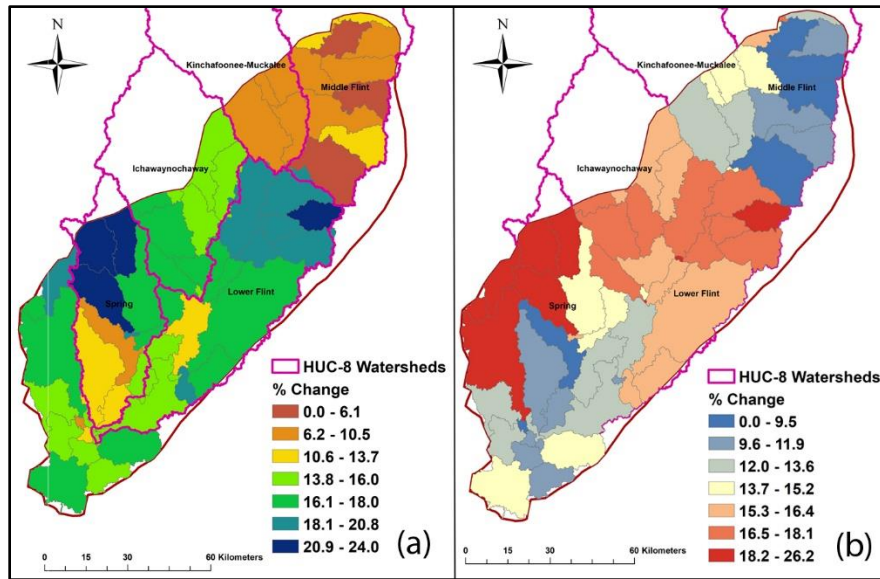 N
Kinchafoonee-Muckalee
Middle Flint
Ichawaynochaway
Spring
Lower Flint
HUC-8 Watersheds
% Change
0.0 - 6.1
6.2 - 10.5
10.6 - 13.7
13.8 - 16.0
16.1 - 18.0
18.1 - 20.8
20.9 - 24.0
(a)
0 15 30 60 Kilometers
N
Kinchafoonee-Muckalee
Middle Flint
Ichawaynochaway
Spring
Lower Flint
HUC-8 Watersheds
% Change
0.0 - 9.5
9.6 - 11.9
12.0 - 13.6
13.7 - 15.2
15.3 - 16.4
16.5 - 18.1
18.2 - 26.2
(b)
0 15 30 60 Kilometers